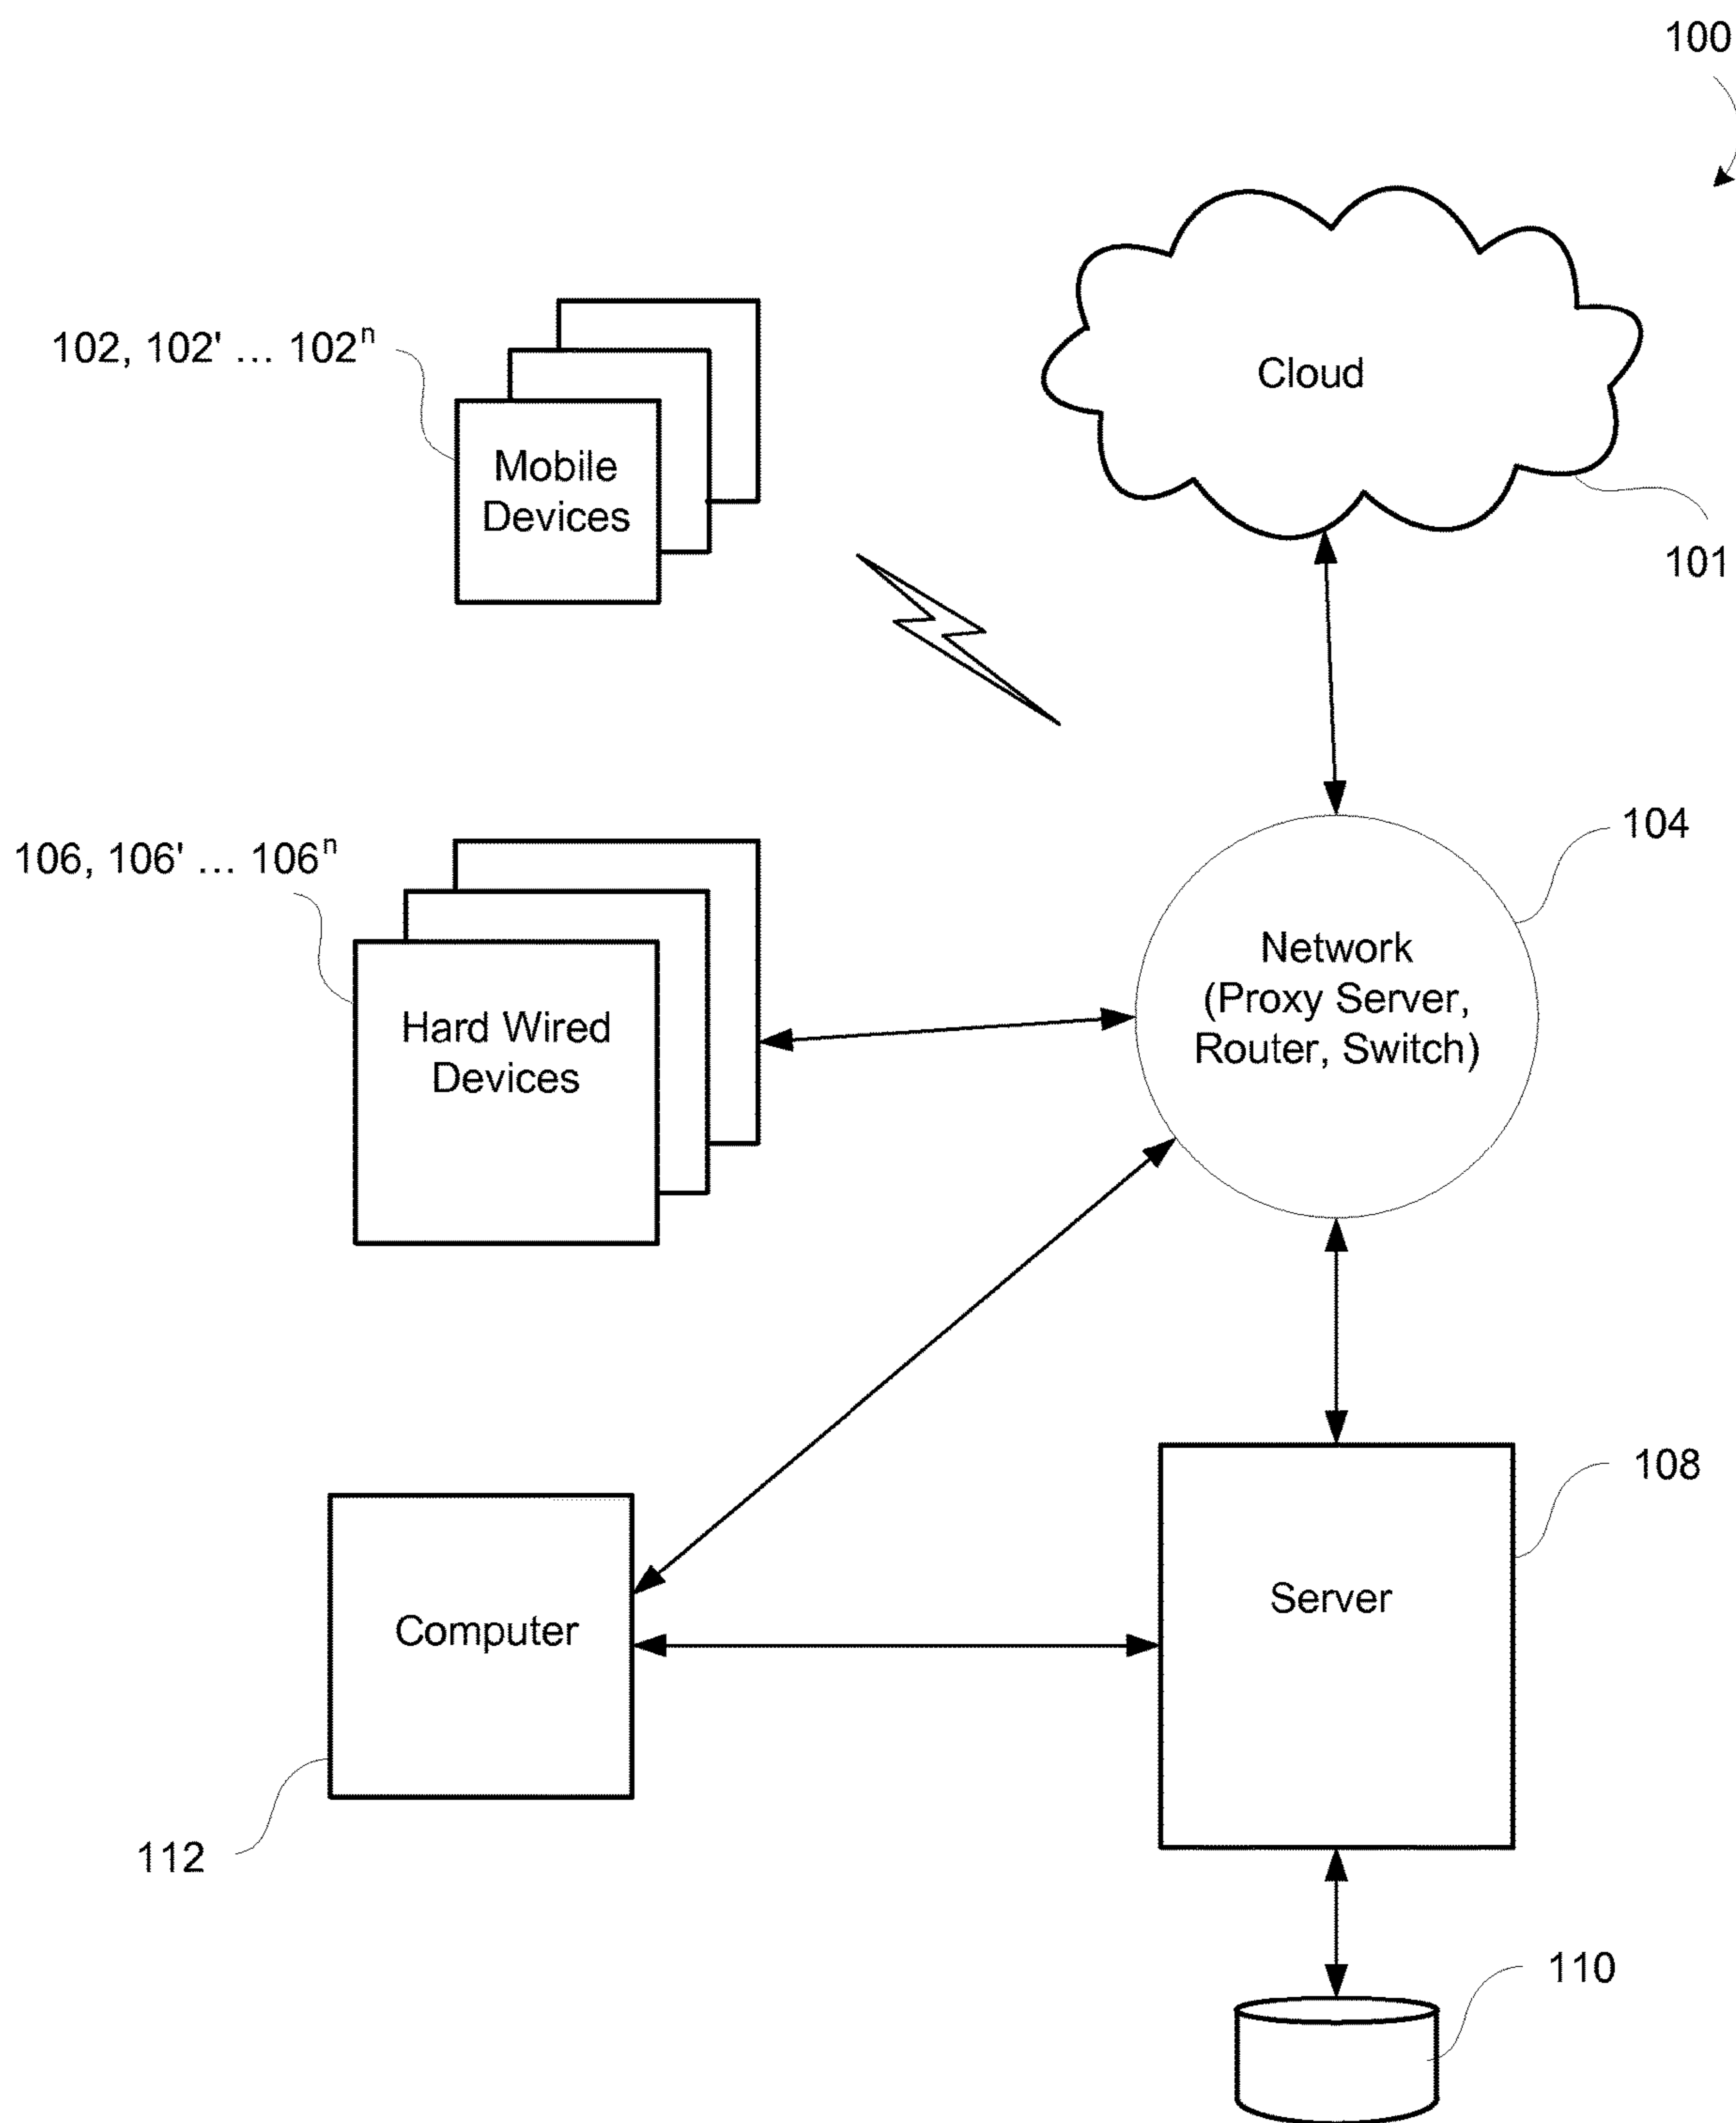 100
102, 102' ... 102ⁿ
Mobile
Devices
Cloud
101
106, 106' ... 106ⁿ
104
Hard Wired
Devices
Network
(Proxy Server,
Router, Switch)
108
Computer
Server
112
110